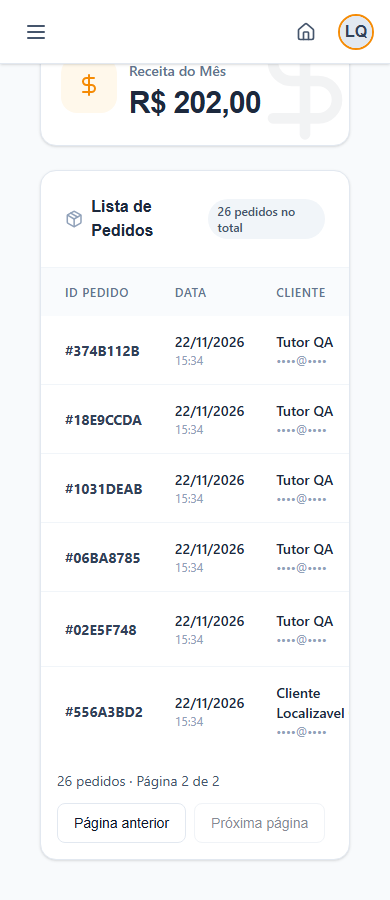 LQ
Receita do Mês
R$ 202,00
Lista de
Pedidos
26 pedidos no
total
ID PEDIDO DATA CLIENTE
#374B112B 22/11/2026 Tutor QA
15:34 ••••@••••
#18E9CCDA 22/11/2026 Tutor QA
15:34 ••••@••••
#1031DEAB 22/11/2026 Tutor QA
15:34 ••••@••••
#06BA8785 22/11/2026 Tutor QA
15:34 ••••@••••
#02E5F748 22/11/2026 Tutor QA
15:34 ••••@••••
#556A3BD2 22/11/2026 Cliente
Localizavel
15:34 ••••@••••
26 pedidos · Página 2 de 2
Página anterior Próxima página